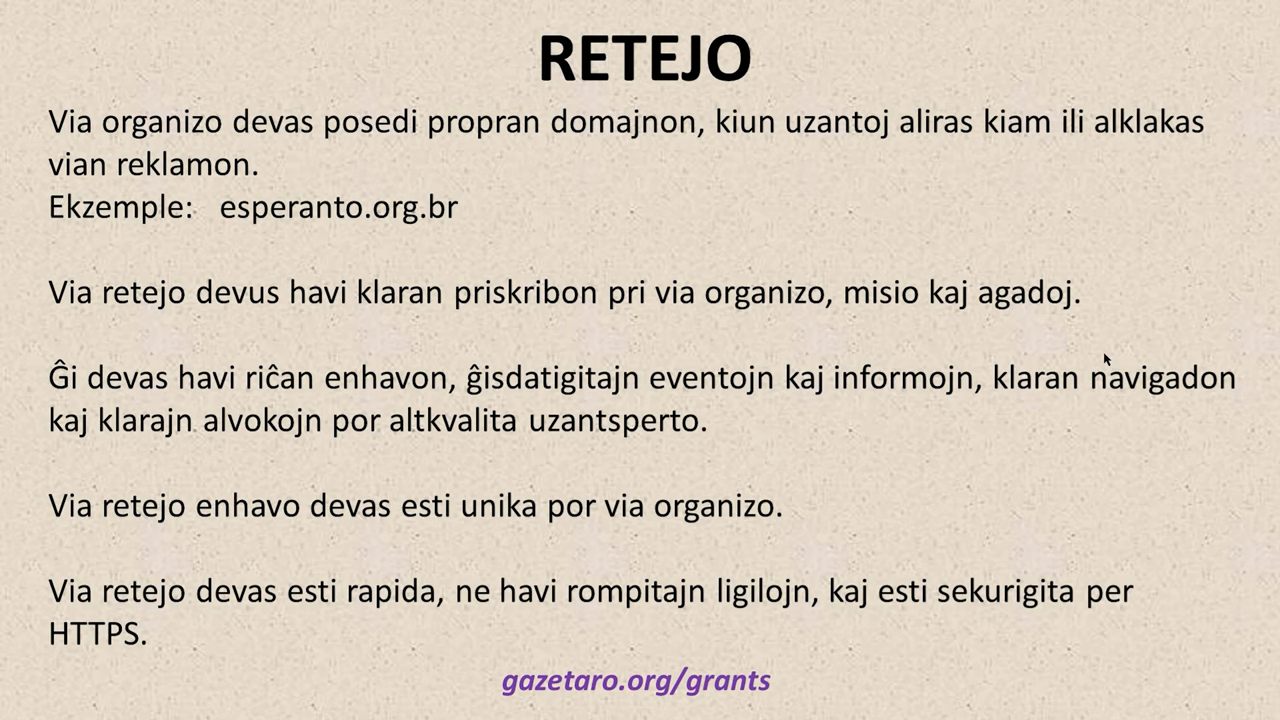 RETEJO
Via organizo devas posedi propran domajnon, kiun uzantoj aliras kiam ili alklakas
vian reklamon.
Ekzemple: esperanto.org.br
Via retejo devus havi klaran priskribon pri via organizo, misio kaj agadoj.
Ĝi devas havi riĉan enhavon, ĝisdatigitajn eventojn kaj informojn, klaran navigadon
kaj klarajn alvokojn por altkvalita uzantsperto.
Via retejo enhavo devas esti unika por via organizo.
Via retejo devas esti rapida, ne havi rompitajn ligilojn, kaj esti sekurigita per
HTTPS.
gazetaro.org/grants